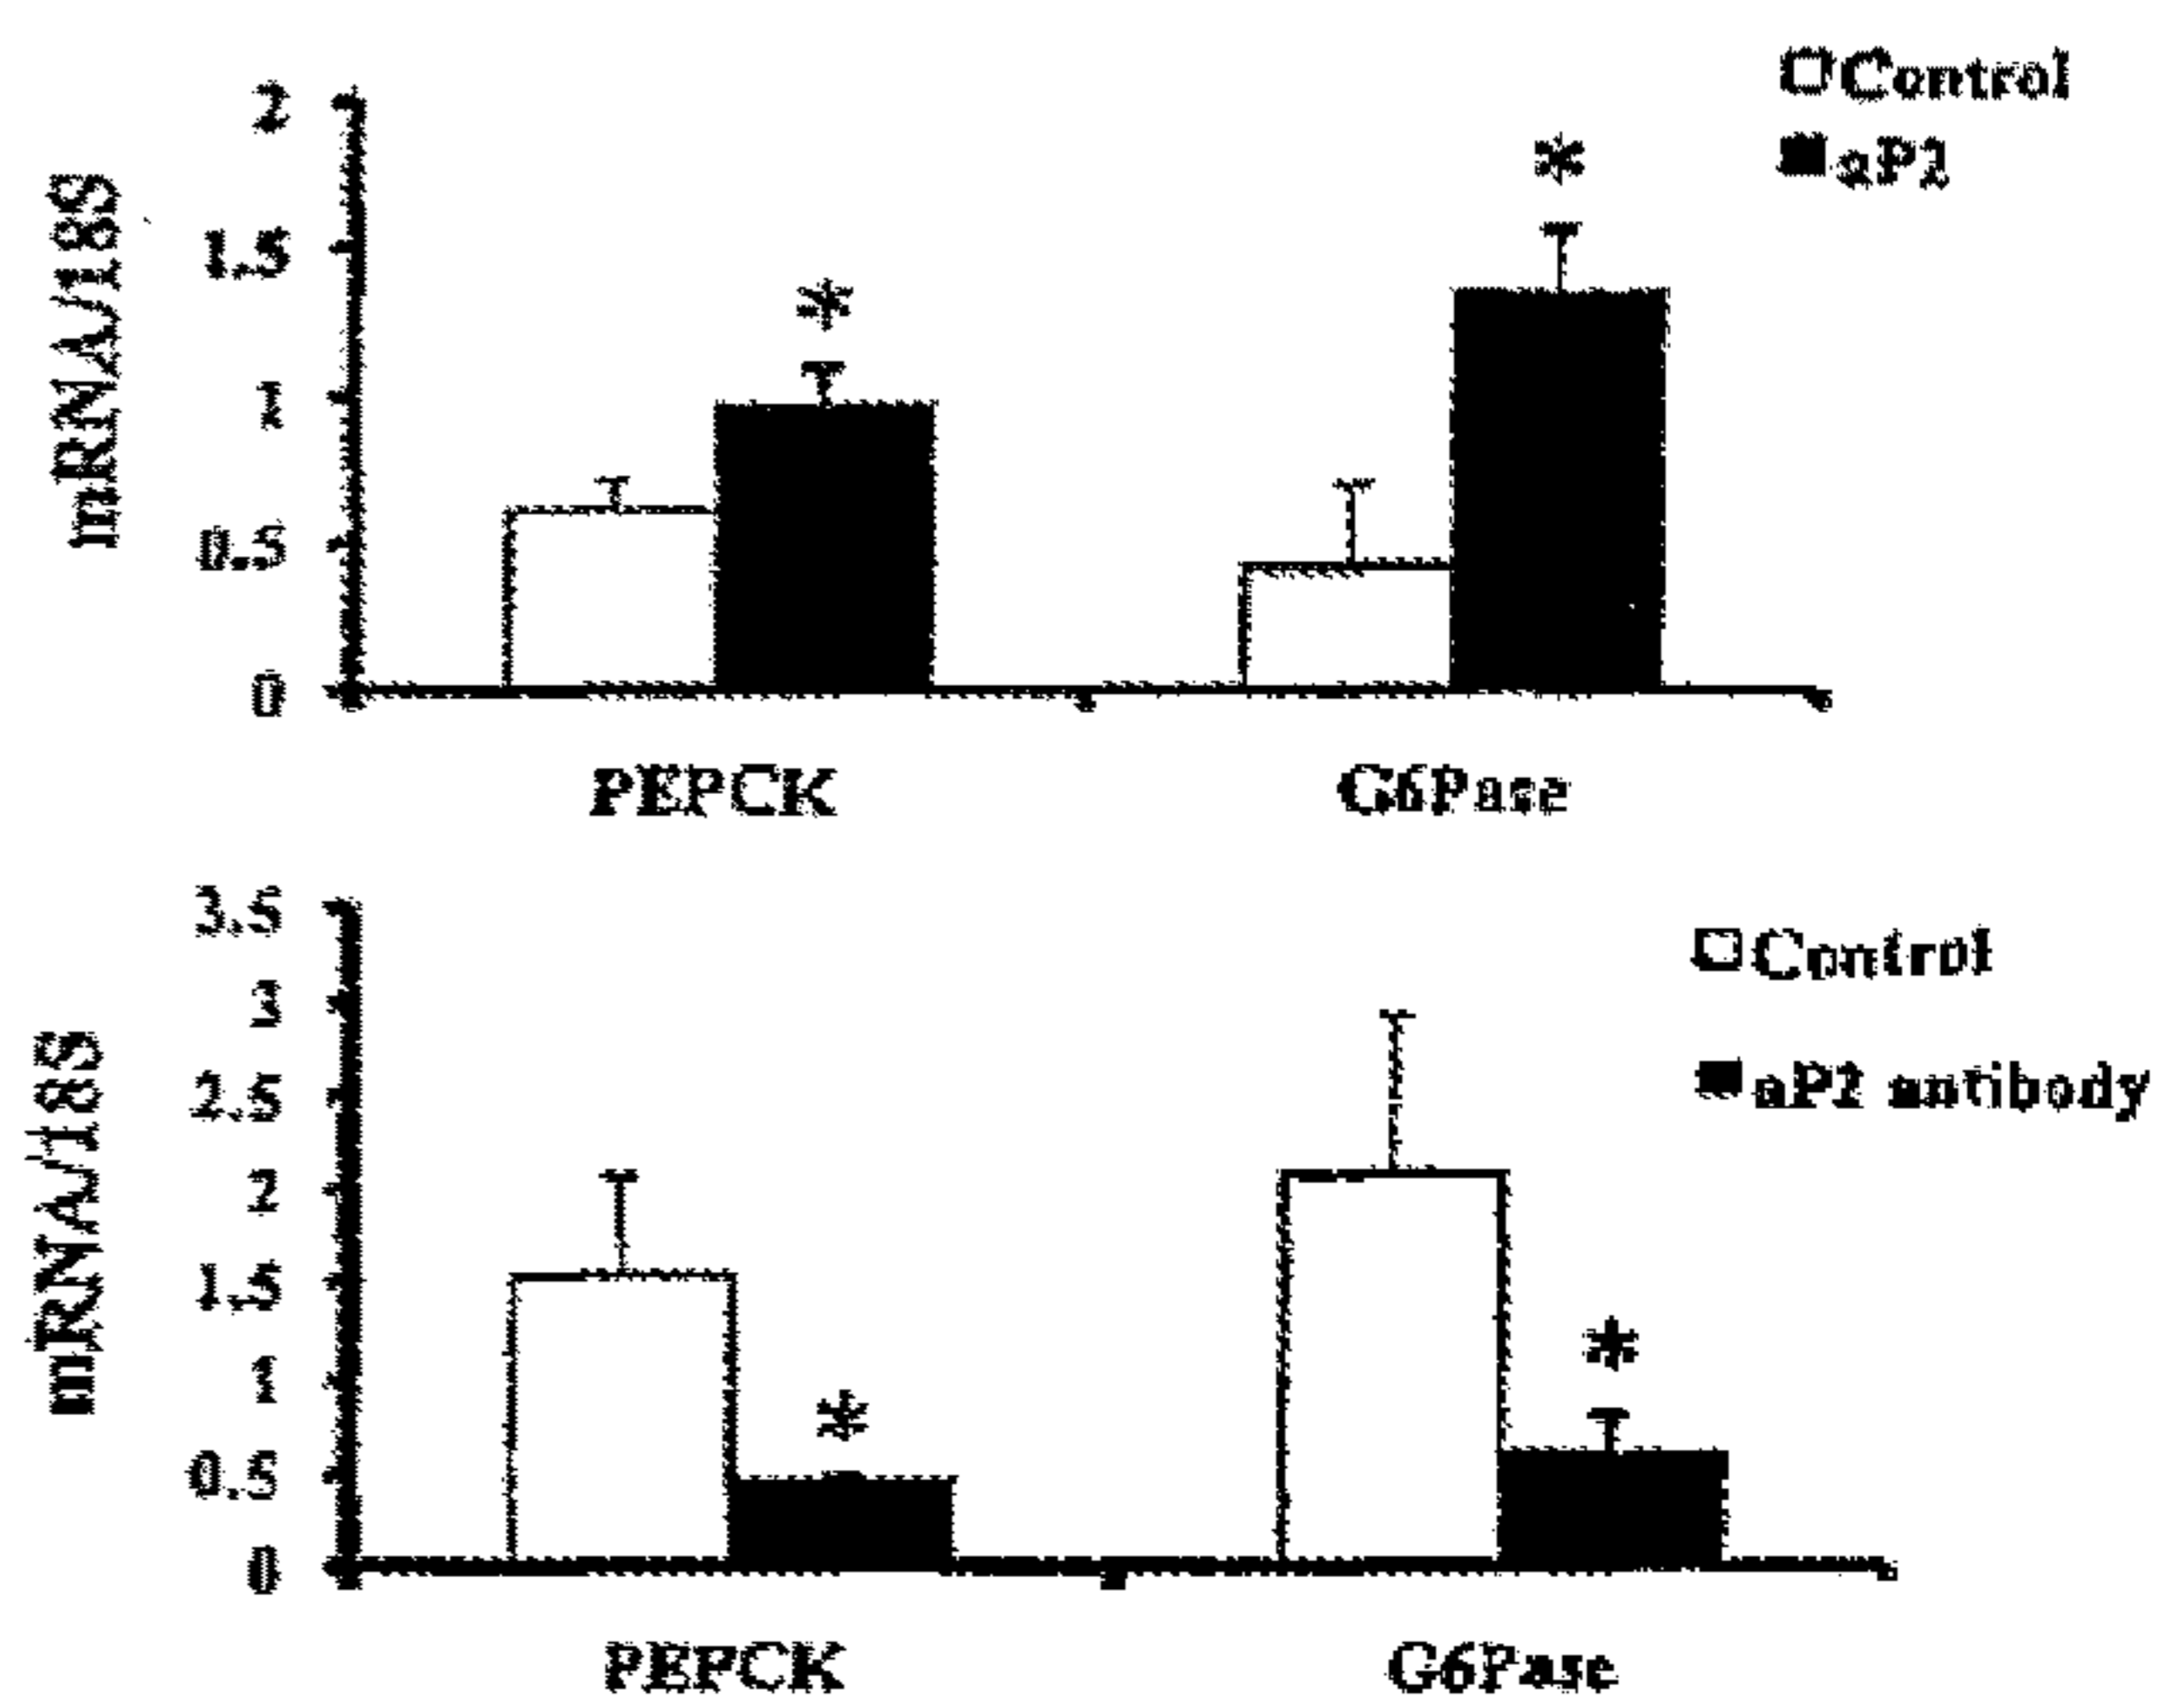 mRNA/18S
2
1.5
1
0.5
0
*
*
Control
aP2
PEPCK
G6Pase
mRNA/18S
3.5
3
2.5
2
1.5
1
0.5
0
*
*
Control
aP2 antibody
PEPCK
G6Pase